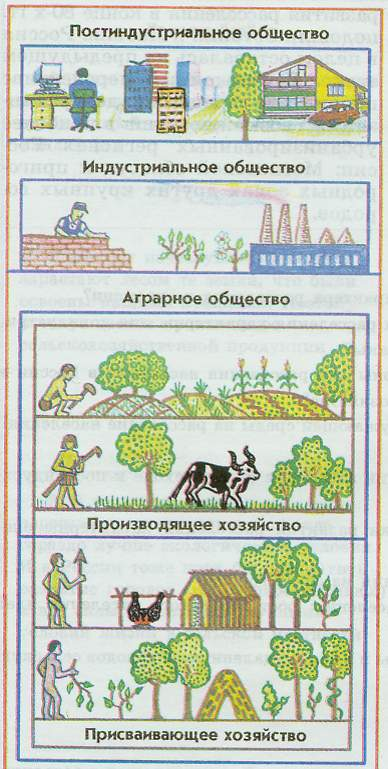 Постиндустриальное общество
Индустриальное общество
Аграрное общество
Производящее хозяйство
Присваивающее хозяйство